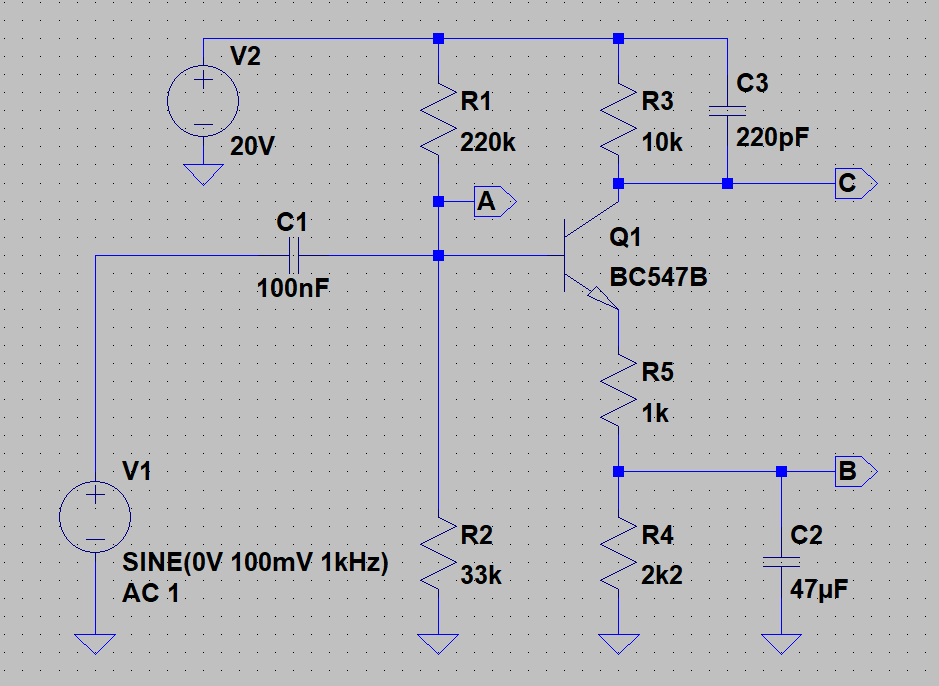 V2
20V
R1
220k
R3
10k
C3
220pF
A
C
C1
100nF
Q1
BC547B
R5
1k
V1
SINE(0V 100mV 1kHz)
AC 1
B
R2
33k
R4
2k2
C2
47µF